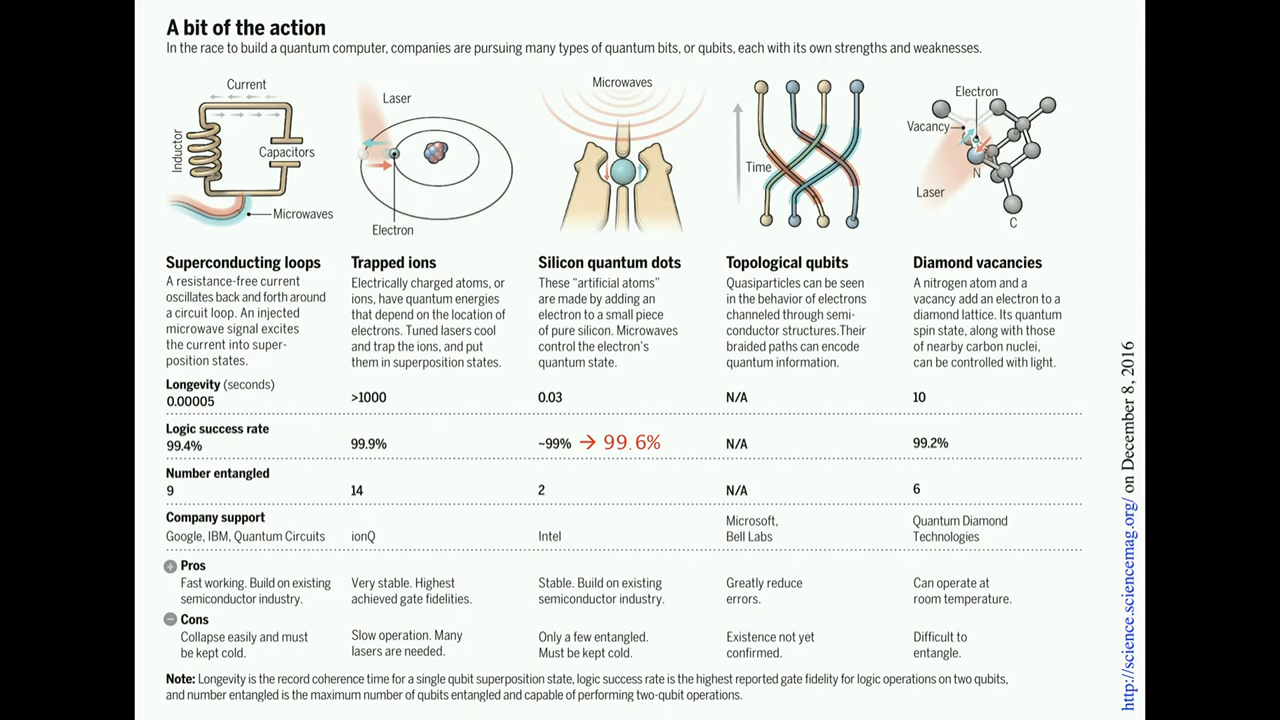 A bit of the action
In the race to build a quantum computer, companies are pursuing many types of quantum bits, or qubits, each with its own strengths and weaknesses.
Current
Inductor
Capacitors
Microwaves
Laser
Electron
Microwaves
Time
Electron
Vacancy
Laser
N
C
Superconducting loops
A resistance-free current
oscillates back and forth around
a circuit loop. An injected
microwave signal excites
the current into super-
position states.
Trapped ions
Electrically charged atoms, or
ions, have quantum energies
that depend on the location of
electrons. Tuned lasers cool
and trap the ions, and put
them in superposition states.
Silicon quantum dots
These “artificial atoms”
are made by adding an
electron to a small piece
of pure silicon. Microwaves
control the electron’s
quantum state.
Topological qubits
Quasiparticles can be seen
in the behavior of electrons
channeled through semi-
conductor structures.Their
braided paths can encode
quantum information.
Diamond vacancies
A nitrogen atom and a
vacancy add an electron to a
diamond lattice. Its quantum
spin state, along with those
of nearby carbon nuclei,
can be controlled with light.
Longevity (seconds)
0.00005
>1000
0.03
N/A
10
Logic success rate
99.4%
99.9%
~99% → 99.6%
N/A
99.2%
Number entangled
9
14
2
N/A
6
Company support
Google, IBM, Quantum Circuits
ionQ
Intel
Microsoft,
Bell Labs
Quantum Diamond
Technologies
Pros
Fast working. Build on existing
semiconductor industry.
Very stable. Highest
achieved gate fidelities.
Stable. Build on existing
semiconductor industry.
Greatly reduce
errors.
Can operate at
room temperature.
Cons
Collapse easily and must
be kept cold.
Slow operation. Many
lasers are needed.
Only a few entangled.
Must be kept cold.
Existence not yet
confirmed.
Difficult to
entangle.
Note: Longevity is the record coherence time for a single qubit superposition state, logic success rate is the highest reported gate fidelity for logic operations on two qubits,
and number entangled is the maximum number of qubits entangled and capable of performing two-qubit operations.
http://science.sciencemag.org/ on December 8, 2016